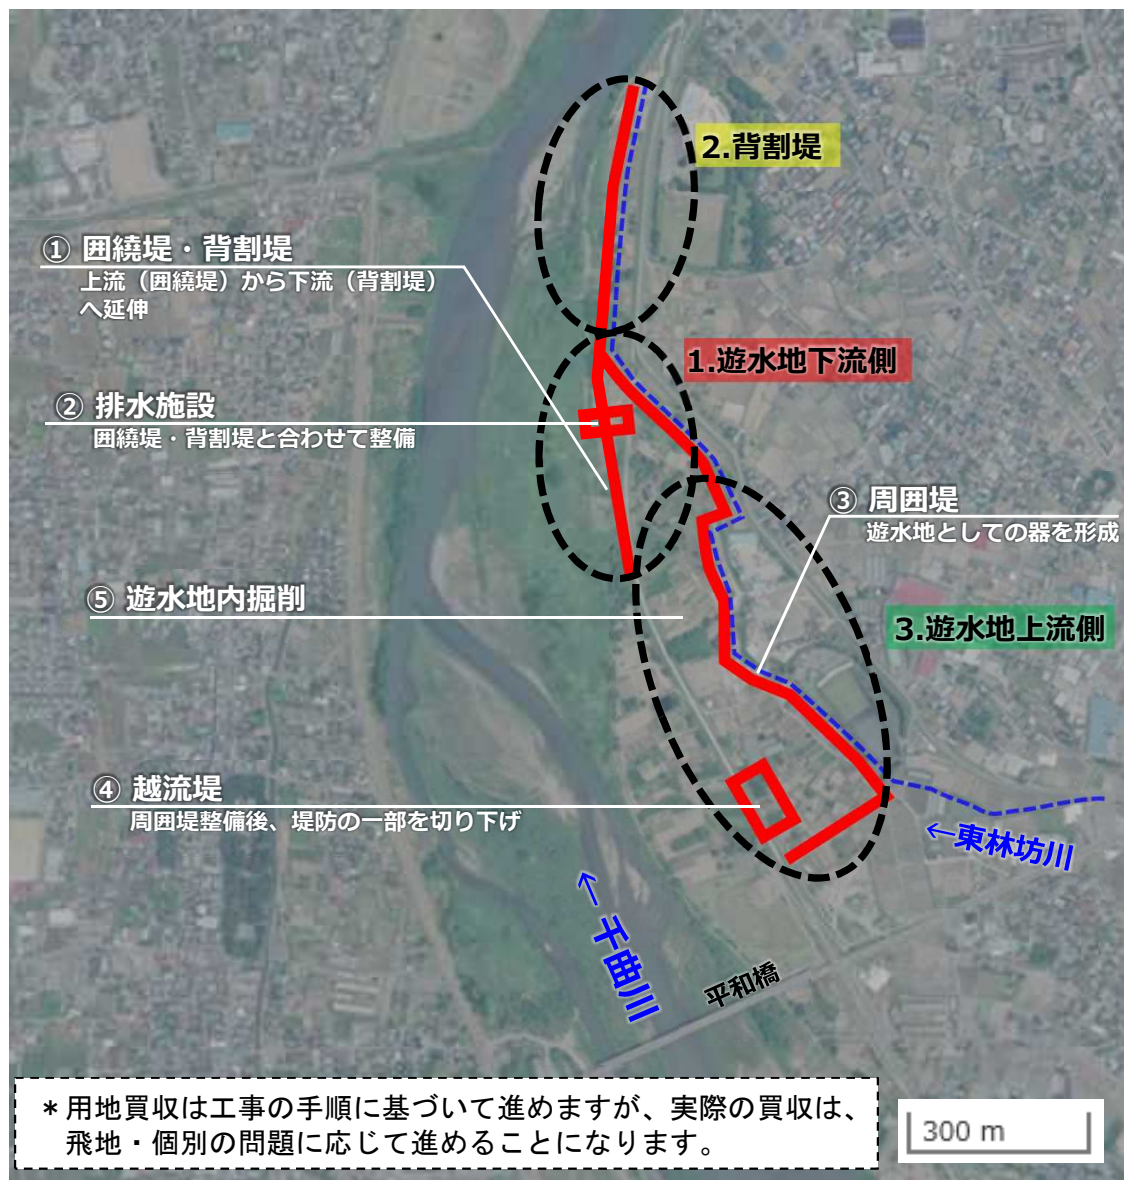 2.背割堤
① 囲繞堤・背割堤
上流（囲繞堤）から下流（背割堤）
へ延伸
1.遊水地下流側
② 排水施設
囲繞堤・背割堤と合わせて整備
③ 周囲堤
遊水地としての器を形成
⑤ 遊水地内掘削
3.遊水地上流側
④ 越流堤
周囲堤整備後、堤防の一部を切り下げ
←東林坊川
←千曲川
平和橋
＊用地買収は工事の手順に基づいて進めますが、実際の買収は、
飛地・個別の問題に応じて進めることになります。
300 m